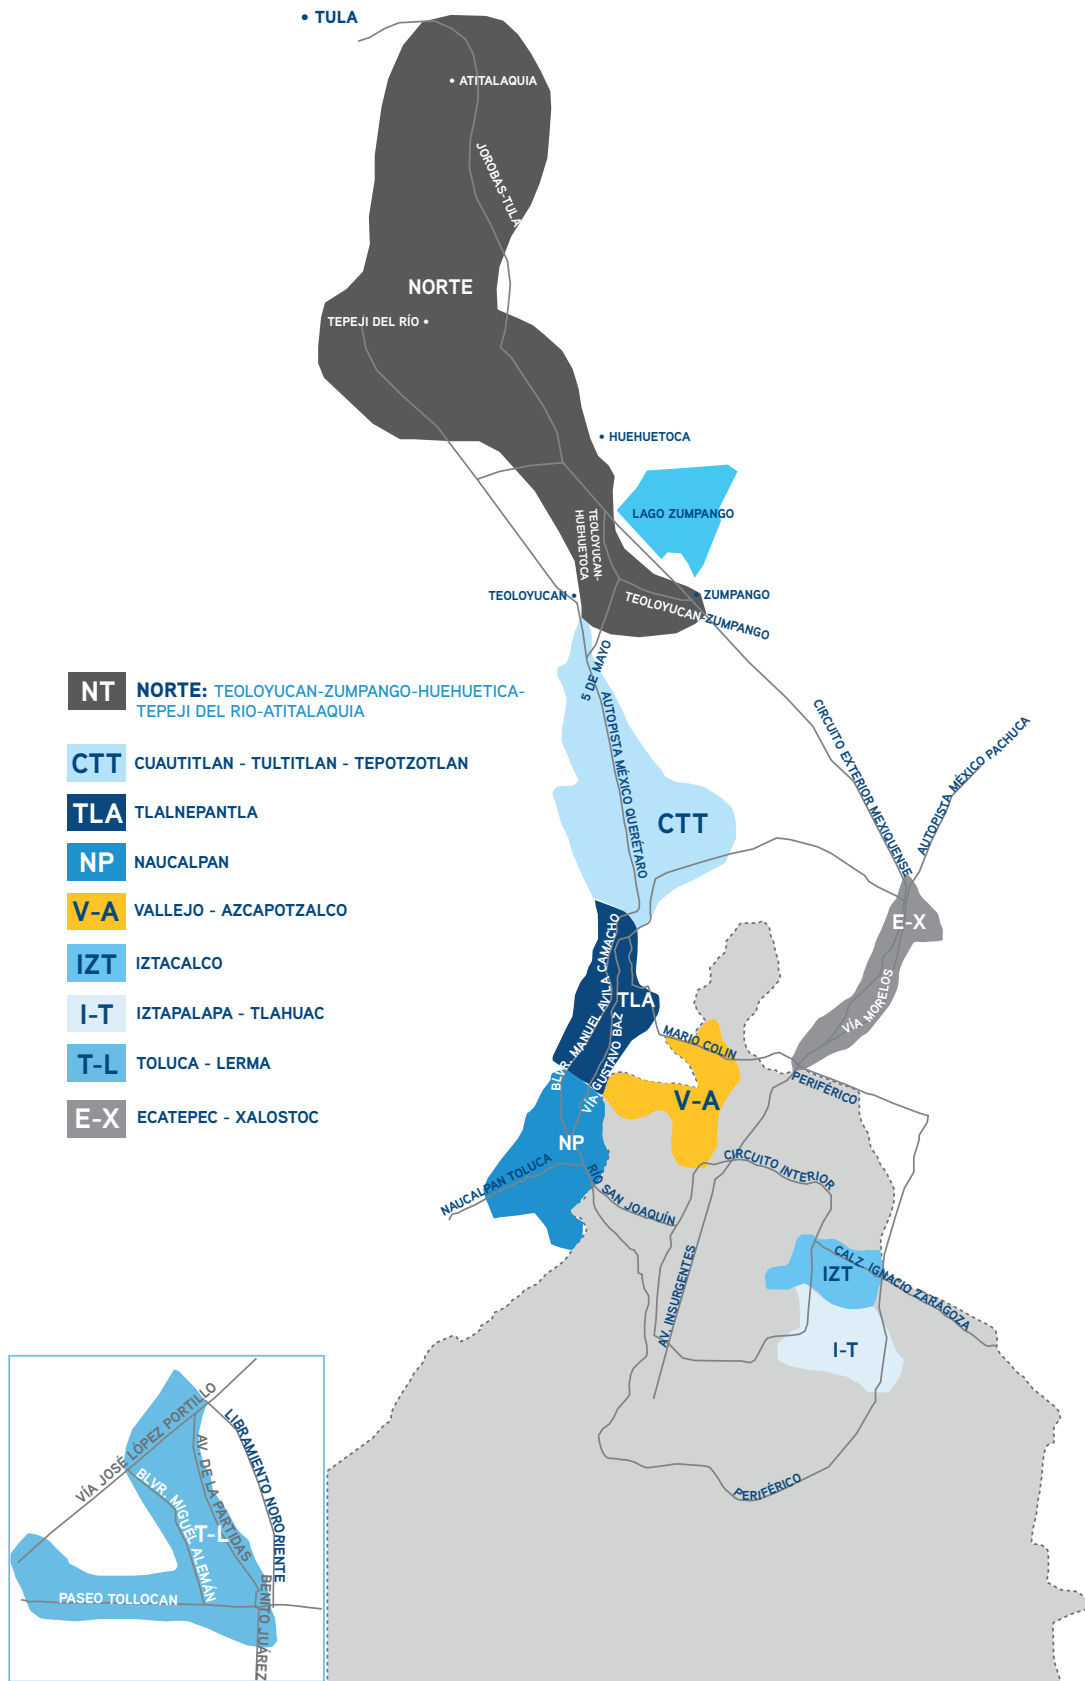 • TULA
• ATITALAQUIA
JOROBAS-TULA
NORTE
TEPEJI DEL RÍO •
• HUEHUETOCA
LAGO ZUMPANGO
TEOLOYUCAN-
HUEHUETOCA
TEOLOYUCAN •
• ZUMPANGO
TEOLOYUCAN-ZUMPANGO
5 DE MAYO
AUTOPISTA MÉXICO QUERÉTARO
CIRCUITO EXTERIOR MEXIQUENSE
AUTOPISTA MÉXICO PACHUCA
NT NORTE: TEOLOYUCAN-ZUMPANGO-HUEHUETICA-
TEPEJI DEL RIO-ATITALAQUIA
CTT CUAUTITLAN - TULTITLAN - TEPOTZOTLAN
TLA TLALNEPANTLA
NP NAUCALPAN
V-A VALLEJO - AZCAPOTZALCO
IZT IZTACALCO
I-T IZTAPALAPA - TLAHUAC
T-L TOLUCA - LERMA
E-X ECATEPEC - XALOSTOC
CTT
E-X
VÍA MORELOS
BLVR. MANUEL AVILA CAMACHO
TLA
VÍA GUSTAVO BAZ
MARIO COLIN
PERIFÉRICO
V-A
NP
NAUCALPAN TOLUCA
RÍO SAN JOAQUÍN
CIRCUITO INTERIOR
AV. INSURGENTES
IZT
CALZ. IGNACIO ZARAGOZA
I-T
PERIFÉRICO
VÍA JOSÉ LÓPEZ PORTILLO
LIBRAMIENTO NORORIENTE
AV. DE LA PARTIDAS
BLVR. MIGUEL ALEMÁN
T-L
PASEO TOLLOCAN
BENITO JUÁREZ